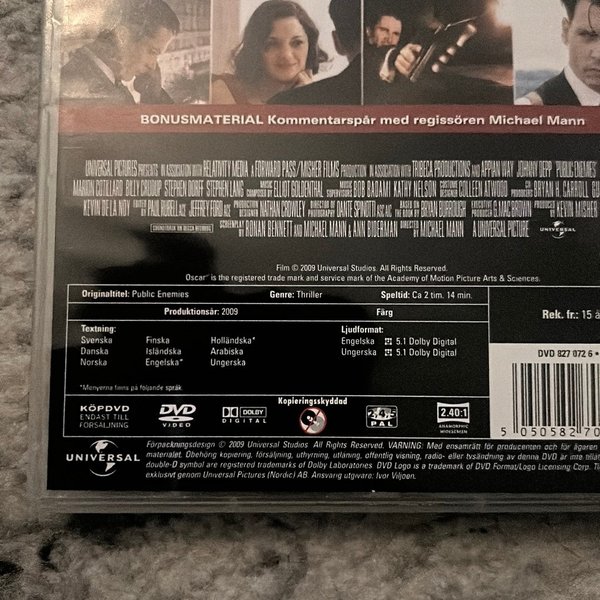 BONUSMATERIAL Kommentarspår med regissören Michael Mann
UNIVERSAL PICTURES PRESENTS IN ASSOCIATION WITH RELATIVITY MEDIA A FORWARD PASS/MISHER FILMS PRODUCTION IN ASSOCIATION WITH TRIBECA PRODUCTIONS AND APPIAN WAY JOHNNY DEPP "PUBLIC ENEMIES"
MARION COTILLARD BILLY CRUDUP STEPHEN DORFF STEPHEN LANG MUSIC COMPOSED BY ELLIOT GOLDENTHAL MUSIC SUPERVISORS BOB BADAMI KATHY NELSON COSTUME DESIGNER COLLEEN ATWOOD CO-PRODUCERS BRYAN H. CARROLL
KEVIN DE LA NOY EDITED BY PAUL RUBELL, A.C.E. JEFFREY FORD, A.C.E. PRODUCTION DESIGNER NATHAN CROWLEY DIRECTOR OF PHOTOGRAPHY DANTE SPINOTTI ASC/AIC BASED ON THE BOOK BY BRYAN BURROUGH EXECUTIVE PRODUCER G. MAC BROWN PRODUCED BY KEVIN MISHER
SOUNDTRACK ON DECCA RECORDS SCREENPLAY BY RONAN BENNETT AND MICHAEL MANN & ANN BIDERMAN DIRECTED BY MICHAEL MANN A UNIVERSAL PICTURE UNIVERSAL
Film © 2009 Universal Studios. All Rights Reserved.
Oscar® is the registered trade mark and service mark of the Academy of Motion Picture Arts & Sciences.
Originaltitel: Public Enemies Genre: Thriller Speltid: Ca 2 tim. 14 min.
Produktionsår: 2009 Färg
Rek. fr.: 15 å
Textning: Ljudformat:
Svenska Finska Holländska* Engelska 5.1 Dolby Digital
Danska Isländska Arabiska Ungerska 5.1 Dolby Digital
Norska Engelska* Ungerska
*Menyerna finns på följande språk
DVD 827 072 6 •
5 050582 70
KÖPDVD
ENDAST TILL
FÖRSÄLJNING
DVD
VIDEO
DOLBY
DIGITAL
Kopieringsskyddad
PAL
2.40:1
ANAMORPHIC
WIDESCREEN
UNIVERSAL
Förpackningsdesign © 2009 Universal Studios. All Rights Reserved. VARNING: Med ensamrätt för producenten och för ägaren
materialet. Obehörig kopiering, försäljning, uthyrning, utlåning, offentlig visning, radio- eller tvsändning av denna DVD är inte tillåt
double-D symbol are registered trademarks of Dolby Laboratories. DVD Logo is a trademark of DVD Format/Logo Licensing Corp.
exklusivt genom Universal Pictures (Nordic) AB. Ansvarig utgivare: Ivor Viljoen.